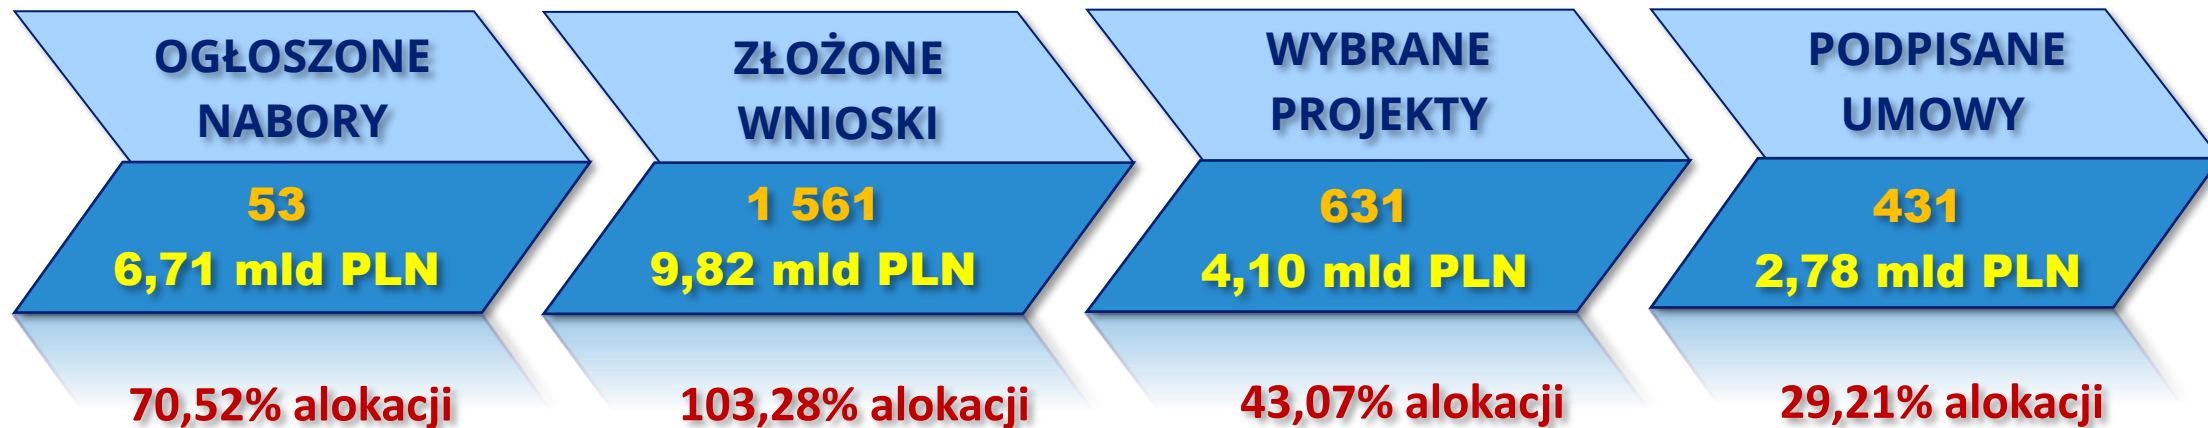 OGŁOSZONE
NABORY
53
6,71 mld PLN
70,52% alokacji
ZŁOŻONE
WNIOSKI
1 561
9,82 mld PLN
103,28% alokacji
WYBRANE
PROJEKTY
631
4,10 mld PLN
43,07% alokacji
PODPISANE
UMOWY
431
2,78 mld PLN
29,21% alokacji